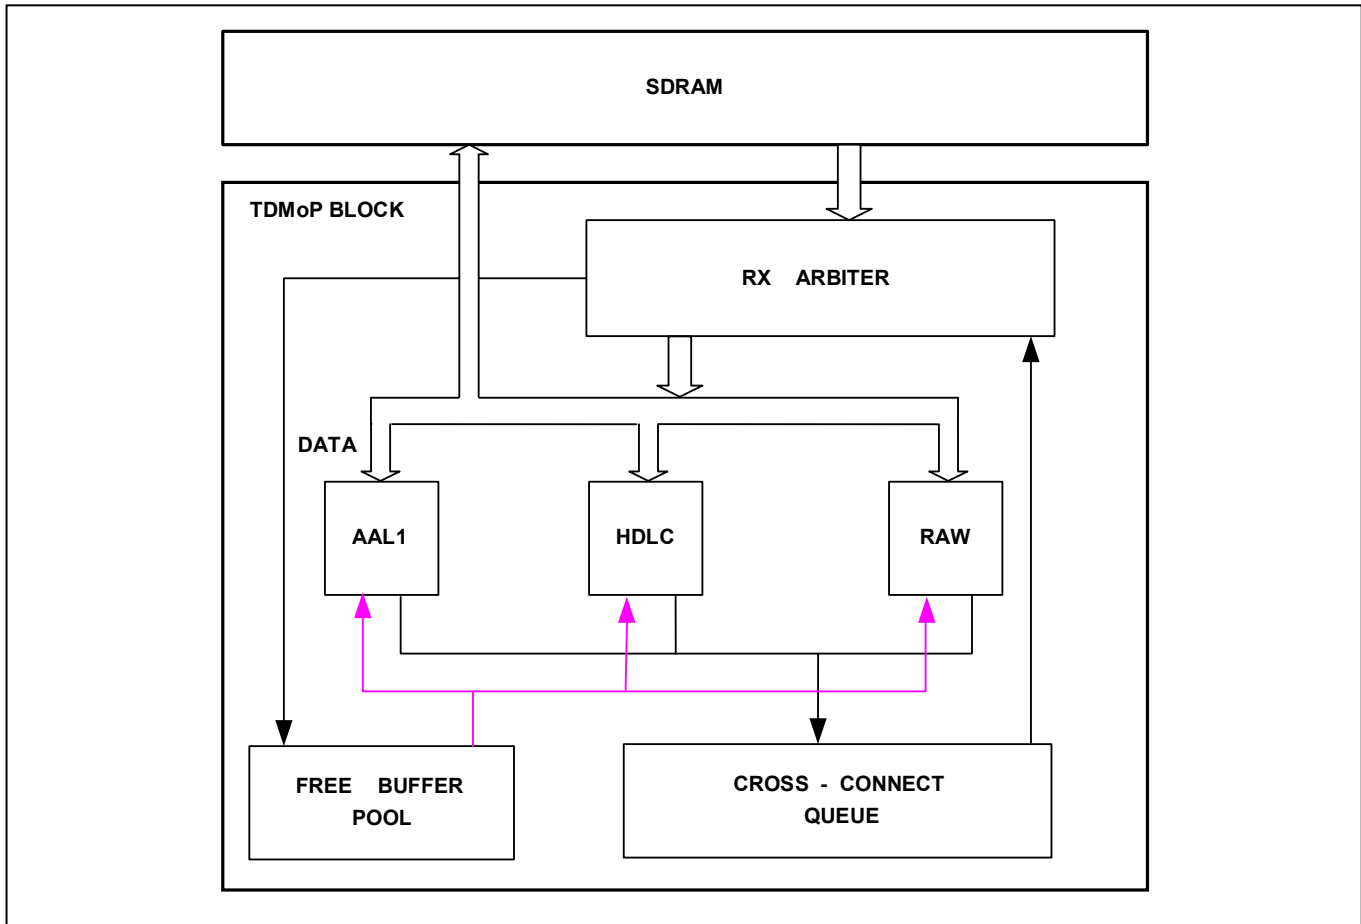 SDRAM
TDMoP BLOCK
RX ARBITER
DATA
AAL1
HDLC
RAW
FREE BUFFER
POOL
CROSS - CONNECT
QUEUE